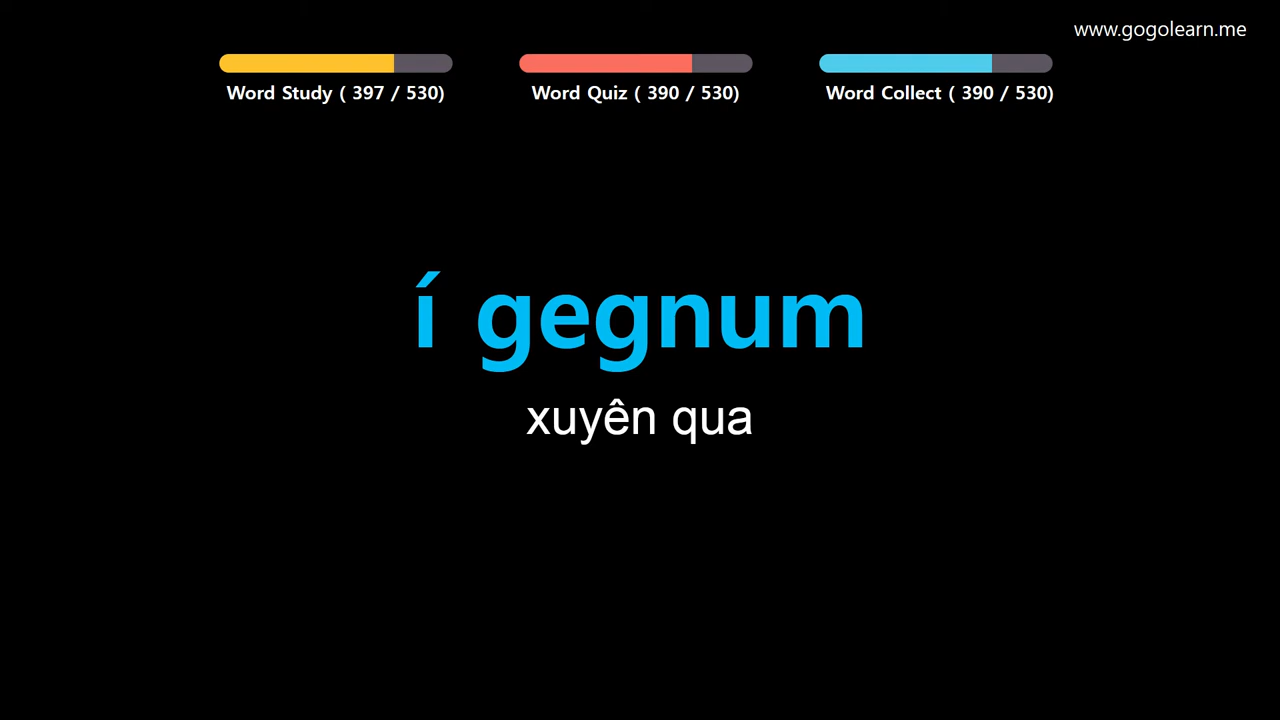 www.gogolearn.me
Word Study ( 397 / 530)
Word Quiz ( 390 / 530)
Word Collect ( 390 / 530)
í gegnum
xuyên qua